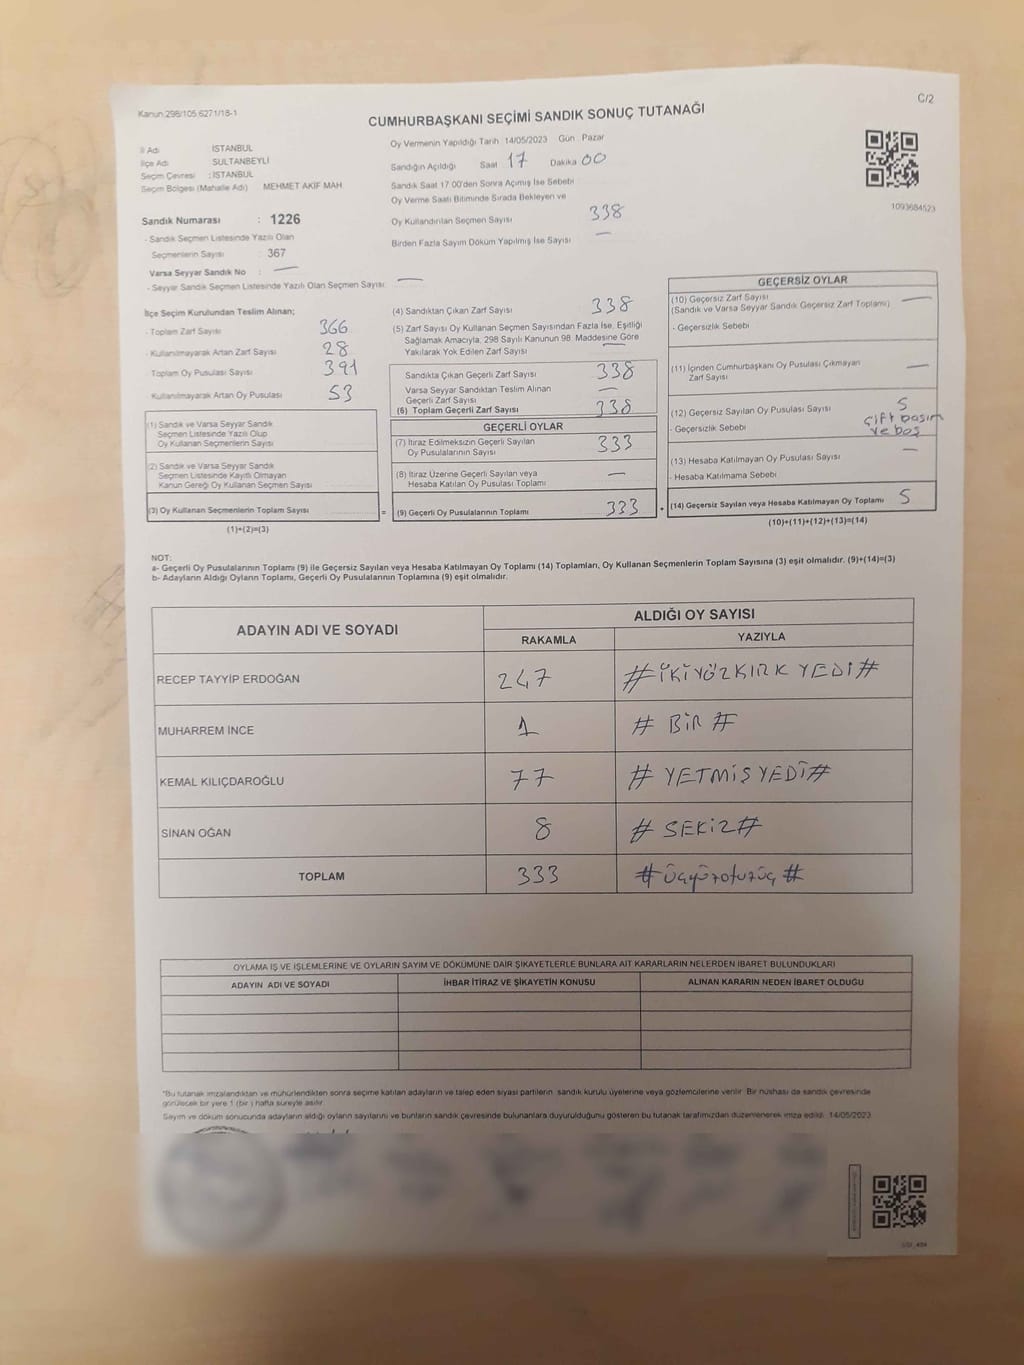 Kanun:298/105,6271/18-1
C/2
CUMHURBAŞKANI SEÇİMİ SANDIK SONUÇ TUTANAĞI
İl Adı İSTANBUL
İlçe Adı SULTANBEYLİ
Seçim Çevresi : İSTANBUL
Seçim Bölgesi (Mahalle Adı) MEHMET AKİF MAH.
Sandık Numarası : 1226
- Sandık Seçmen Listesinde Yazılı Olan
Seçmenlerin Sayısı : 367
Varsa Seyyar Sandık No : —
- Seyyar Sandık Seçmen Listesinde Yazılı Olan Seçmen Sayısı: —
Oy Vermenin Yapıldığı Tarih 14/05/2023 Gün : Pazar
Sandığın Açıldığı Saat 17 Dakika 00
Sandık Saat 17.00'den Sonra Açımış İse Sebebi
Oy Verme Saati Bitiminde Sırada Bekleyen ve
Oy Kullandırılan Seçmen Sayısı 338
Birden Fazla Sayım Döküm Yapılmış İse Sayısı —
1093684523
İlçe Seçim Kurulundan Teslim Alınan;
- Toplam Zarf Sayısı 366
- Kullanılmayarak Artan Zarf Sayısı 28
- Toplam Oy Pusulası Sayısı 391
- Kullanılmayarak Artan Oy Pusulası 53
(1) Sandık ve Varsa Seyyar Sandık
Seçmen Listesinde Yazılı Olup
Oy Kullanan Seçmenlerin Sayısı
(2) Sandık ve Varsa Seyyar Sandık
Seçmen Listesinde Kayıtlı Olmayan
Kanun Gereği Oy Kullanan Seçmen Sayısı
(3) Oy Kullanan Seçmenlerin Toplam Sayısı
(1)+(2)=(3)
=
(4) Sandıktan Çıkan Zarf Sayısı 338
(5) Zarf Sayısı Oy Kullanan Seçmen Sayısından Fazla İse, Eşitliği
Sağlamak Amacıyla, 298 Sayılı Kanunun 98. Maddesine Göre
Yakılarak Yok Edilen Zarf Sayısı —
Sandıkta Çıkan Geçerli Zarf Sayısı 338
Varsa Seyyar Sandıktan Teslim Alınan
Geçerli Zarf Sayısı —
(6) Toplam Geçerli Zarf Sayısı 338
GEÇERLİ OYLAR
(7) İtiraz Edilmeksizin Geçerli Sayılan
Oy Pusulalarının Sayısı 333
(8) İtiraz Üzerine Geçerli Sayılan veya
Hesaba Katılan Oy Pusulası Toplamı —
(9) Geçerli Oy Pusulalarının Toplamı 333
+
GEÇERSİZ OYLAR
(10) Geçersiz Zarf Sayısı —
(Sandık ve Varsa Seyyar Sandık Geçersiz Zarf Toplamı)
- Geçersizlik Sebebi
(11) İçinden Cumhurbaşkanı Oy Pusulası Çıkmayan
Zarf Sayısı —
(12) Geçersiz Sayılan Oy Pusulası Sayısı 5
- Geçersizlik Sebebi çift basım
ve boş
(13) Hesaba Katılmayan Oy Pusulası Sayısı —
- Hesaba Katılmama Sebebi
(14) Geçersiz Sayılan veya Hesaba Katılmayan Oy Toplamı 5
(10)+(11)+(12)+(13)=(14)
NOT:
a- Geçerli Oy Pusulalarının Toplamı (9) ile Geçersiz Sayılan veya Hesaba Katılmayan Oy Toplamı (14) Toplamları, Oy Kullanan Seçmenlerin Toplam Sayısına (3) eşit olmalıdır. (9)+(14)=(3)
b- Adayların Aldığı Oyların Toplamı, Geçerli Oy Pusulalarının Toplamına (9) eşit olmalıdır.
ADAYIN ADI VE SOYADI
ALDIĞI OY SAYISI
RAKAMLA YAZIYLA
RECEP TAYYİP ERDOĞAN 247 #İKİYÜZKIRK YEDİ#
MUHARREM İNCE 1 # BİR #
KEMAL KILIÇDAROĞLU 77 # YETMİŞYEDİ#
SİNAN OĞAN 8 # SEKİZ#
TOPLAM 333 #üçyüzotuzüç #
OYLAMA İŞ VE İŞLEMLERİNE VE OYLARIN SAYIM VE DÖKÜMÜNE DAİR ŞİKAYETLERLE BUNLARA AİT KARARLARIN NELERDEN İBARET BULUNDUKLARI
ADAYIN ADI VE SOYADI İHBAR İTİRAZ VE ŞİKAYETİN KONUSU ALINAN KARARIN NEDEN İBARET OLDUĞU
*Bu tutanak imzalandıktan ve mühürlendikten sonra seçime katılan adayların ve talep eden siyasi partilerin sandık kurulu üyelerine veya gözlemcilerine verilir. Bir nüshası da sandık çevresinde
görülecek bir yere 1 (bir ) hafta süreyle asılır.
Sayım ve döküm sonucunda adayların aldığı oyların sayılarını ve bunların sandık çevresinde bulunanlara duyurulduğunu gösteren bu tutanak tarafımızdan düzenlenerek imza edildi. 14/05/2023